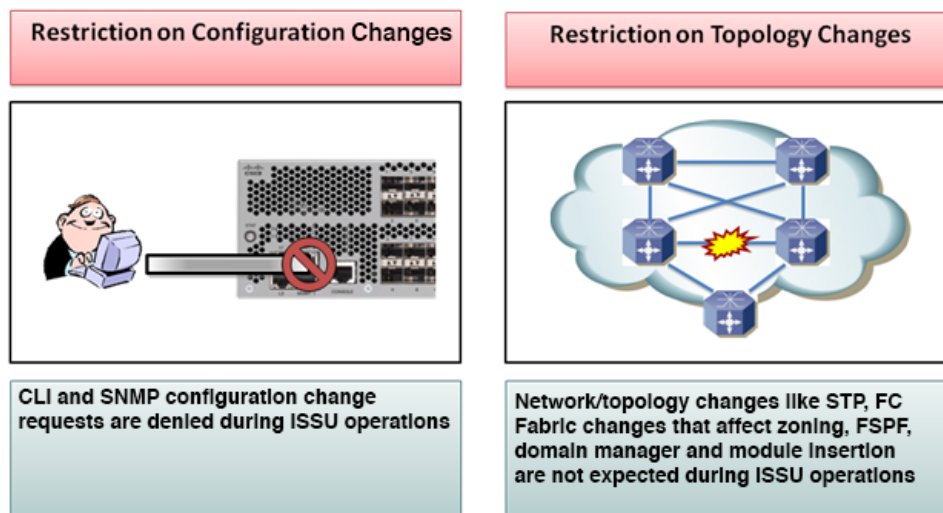 Restriction on Configuration Changes
Restriction on Topology Changes
CISCO
CONSOLE
CLI and SNMP configuration change
requests are denied during ISSU operations
Network/topology changes like STP, FC
Fabric changes that affect zoning, FSPF,
domain manager and module insertion
are not expected during ISSU operations